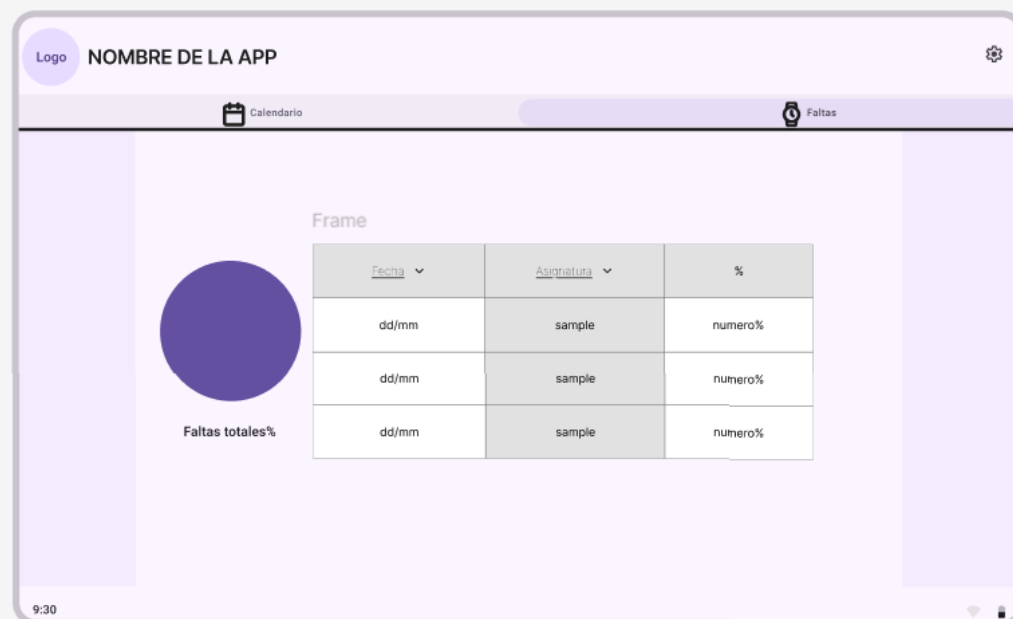 Logo
NOMBRE DE LA APP
Calendario
Faltas
Frame
Fecha Asignatura %
dd/mm sample numero%
dd/mm sample numero%
dd/mm sample numero%
Faltas totales%
9:30